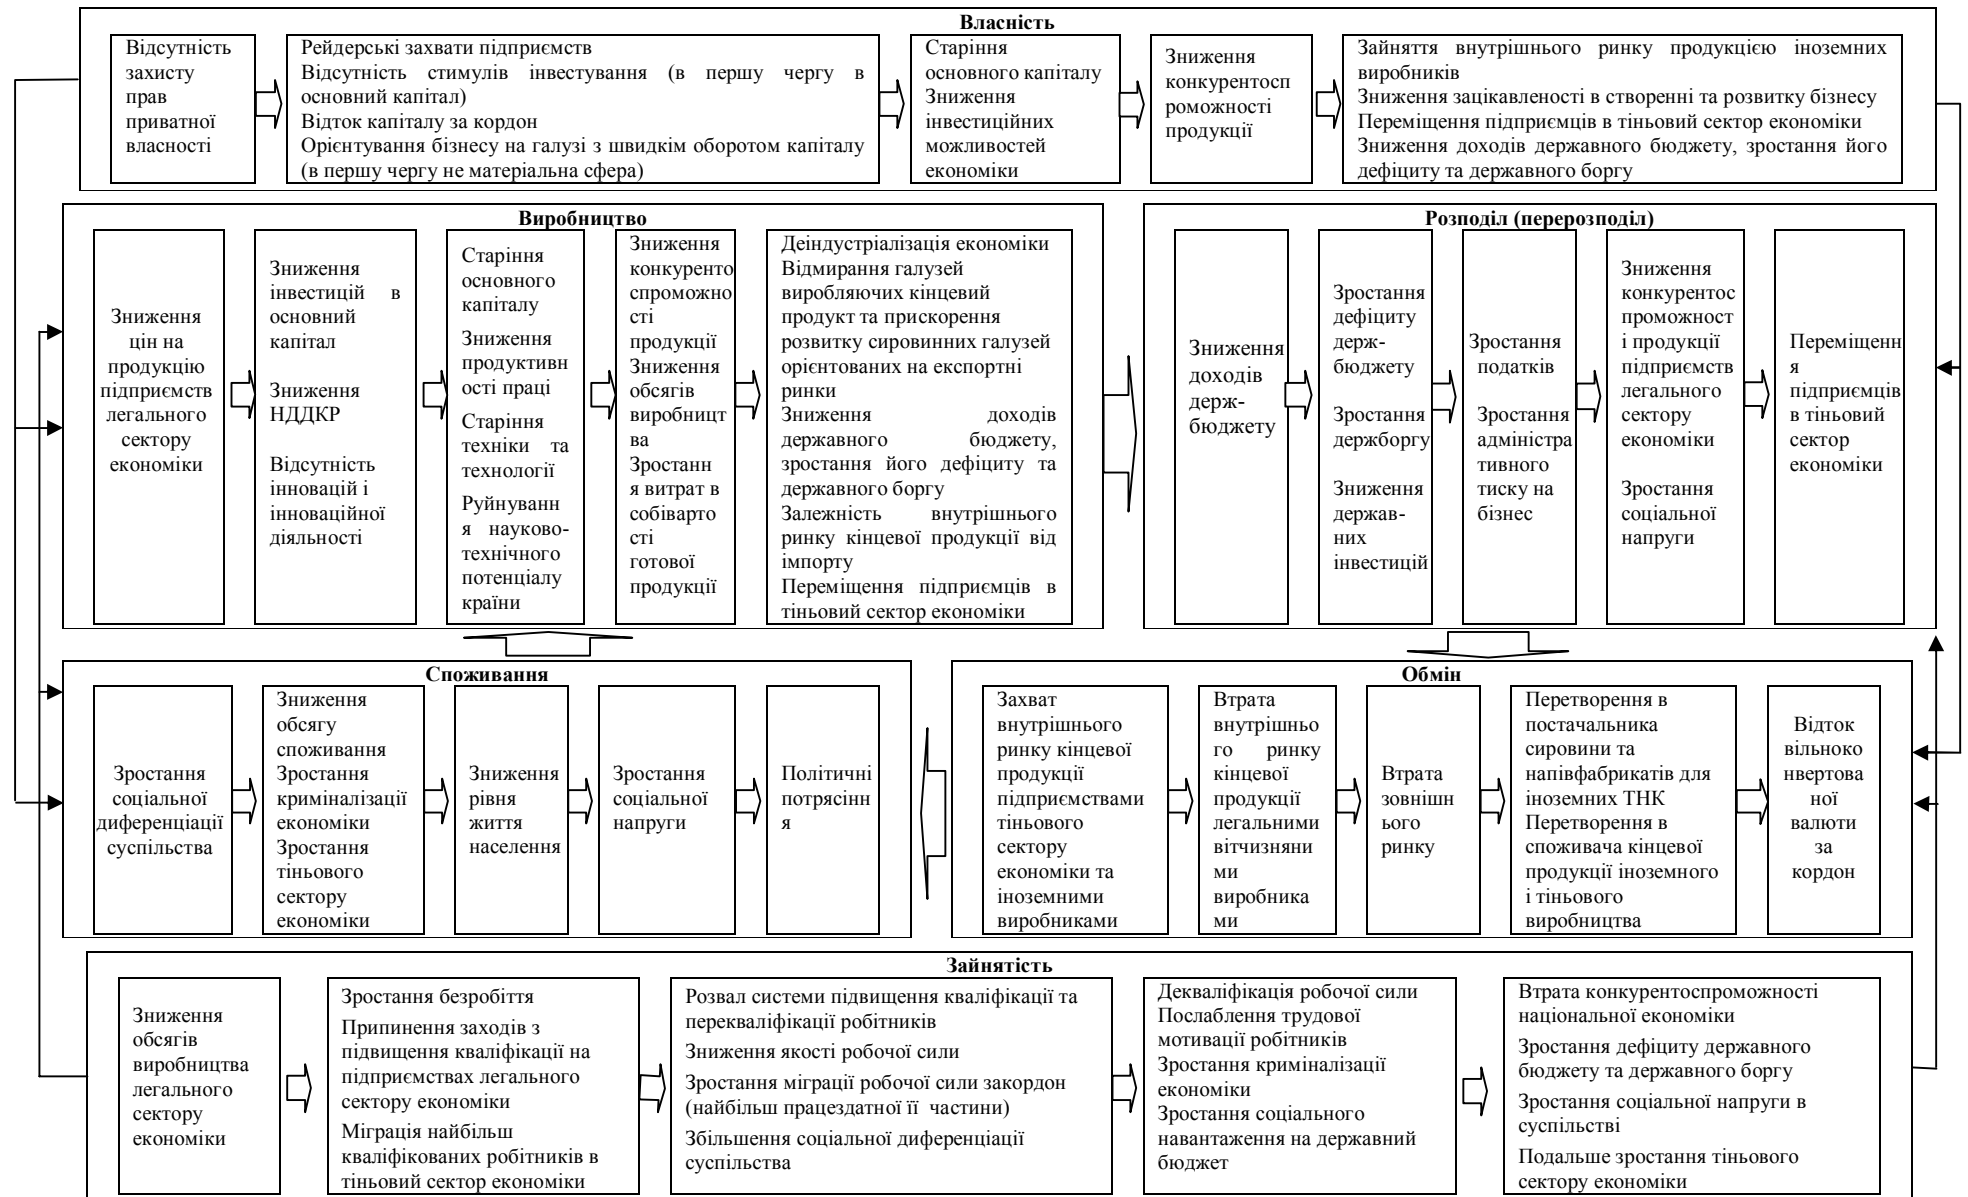 Власність
Відсутність
захисту
прав
приватної
власності
Рейдерські захвати підприємств
Відсутність стимулів інвестування (в першу чергу в
основний капітал)
Відток капіталу за кордон
Орієнтування бізнесу на галузі з швидкім оборотом капіталу
(в першу чергу не матеріальна сфера)
Старіння
основного капіталу
Зниження
інвестиційних
можливостей
економіки
Зниження
конкурентосп
роможності
продукції
Зайняття внутрішнього ринку продукцією іноземних
виробників
Зниження зацікавленості в створенні та розвитку бізнесу
Переміщення підприємців в тіньовий сектор економіки
Зниження доходів державного бюджету, зростання його
дефіциту та державного боргу
Виробництво
Зниження
цін на
продукцію
підприємств
легального
сектору
економіки
Зниження
інвестицій в
основний
капітал
Зниження
НДДКР
Відсутність
інновацій і
інноваційної
діяльності
Старіння
основного
капіталу
Зниження
продуктивн
ості праці
Старіння
техніки та
технології
Руйнуванн
я науково-
технічного
потенціалу
країни
Зниження
конкуренто
спроможно
сті
продукції
Зниження
обсягів
виробницт
ва
Зростанн
я витрат в
собіварто
сті
готової
продукції
Деіндустріалізація економіки
Відмирання галузей
виробляючих кінцевий
продукт та прискорення
розвитку сировинних галузей
орієнтованих на експортні
ринки
Зниження доходів
державного бюджету,
зростання його дефіциту та
державного боргу
Залежність внутрішнього
ринку кінцевої продукції від
імпорту
Переміщення підприємців в
тіньовий сектор економіки
Розподіл (перерозподіл)
Зниження
доходів
держ-
бюджету
Зростання
дефіциту
держ-
бюджету
Зростання
держборгу
Зниження
держав-
них
інвестицій
Зростання
податків
Зростання
адміністра
тивного
тиску на
бізнес
Зниження
конкурентос
проможност
і продукції
підприємств
легального
сектору
економіки
Зростання
соціальної
напруги
Переміщенн
я
підприємців
в тіньовий
сектор
економіки
Споживання
Зростання
соціальної
диференціації
суспільства
Зниження
обсягу
споживання
Зростання
криміналізації
економіки
Зростання
тіньового
сектору
економіки
Зниження
рівня
життя
населення
Зростання
соціальної
напруги
Політичні
потрясінн
я
Обмін
Захват
внутрішнього
ринку кінцевої
продукції
підприємствами
тіньового
сектору
економіки та
іноземними
виробниками
Втрата
внутрішньо
го ринку
кінцевої
продукції
легальними
вітчизняни
ми
виробника
ми
Втрата
зовнішн
ього
ринку
Перетворення в
постачальника
сировини та
напівфабрикатів для
іноземних ТНК
Перетворення в
споживача кінцевої
продукції іноземного
і тіньового
виробництва
Відток
вільноко
нвертова
ної
валюти
за
кордон
Зайнятість
Зниження
обсягів
виробництва
легального
сектору
економіки
Зростання безробіття
Припинення заходів з
підвищення кваліфікації на
підприємствах легального
сектору економіки
Міграція найбільш
кваліфікованих робітників в
тіньовий сектор економіки
Розвал системи підвищення кваліфікації та
перекваліфікації робітників
Зниження якості робочої сили
Зростання міграції робочої сили закордон
(найбільш працездатної її частини)
Збільшення соціальної диференціації
суспільства
Декваліфікація робочої сили
Послаблення трудової
мотивації робітників
Зростання криміналізації
економіки
Зростання соціального
навантаження на державний
бюджет
Втрата конкурентоспроможності
національної економіки
Зростання дефіциту державного
бюджету та державного боргу
Зростання соціальної напруги в
суспільстві
Подальше зростання тіньового
сектору економіки